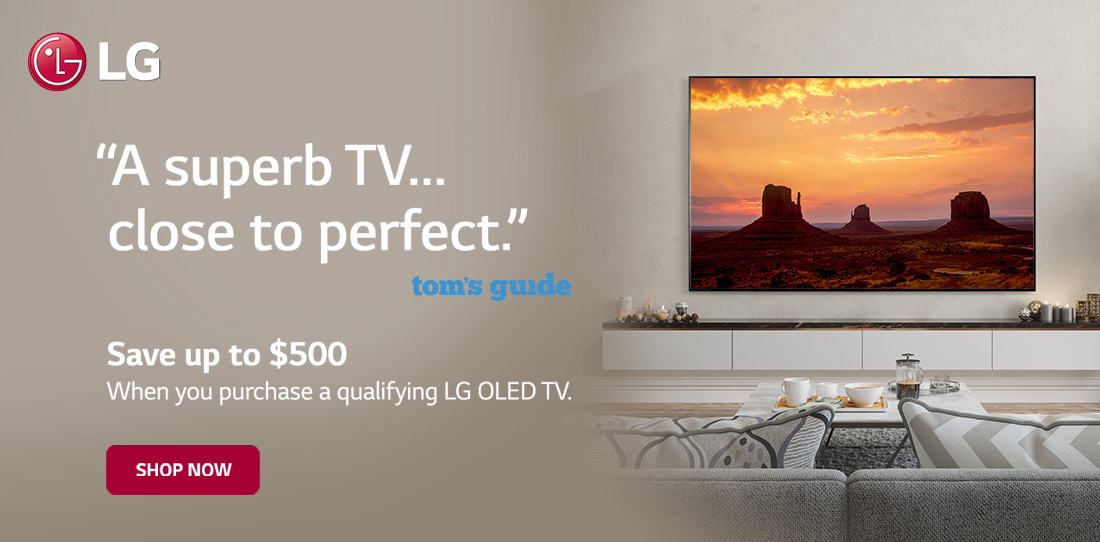 LG
“A superb TV...
close to perfect.”
tom's guide
Save up to $500
When you purchase a qualifying LG OLED TV.
SHOP NOW